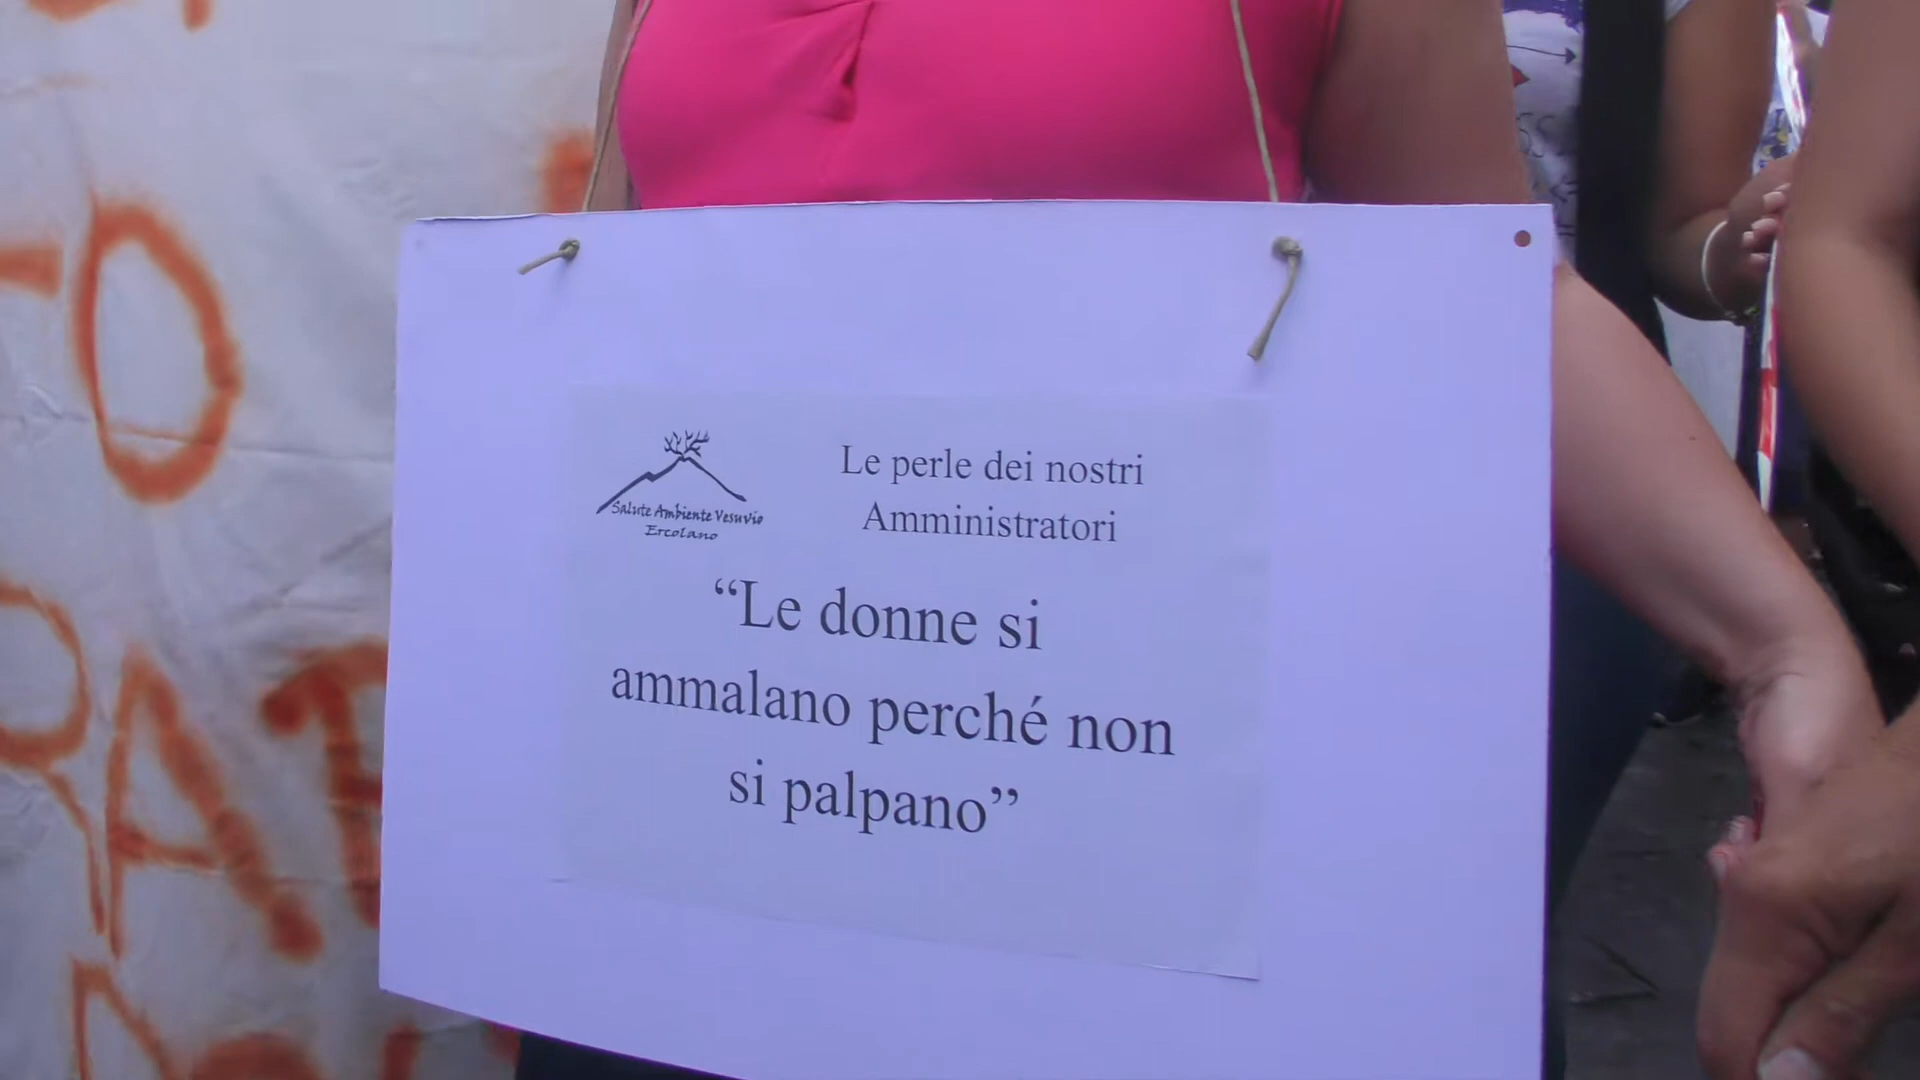 Salute Ambiente Vesuvio
Ercolano
Le perle dei nostri
Amministratori
“Le donne si
ammalano perché non
si palpano”